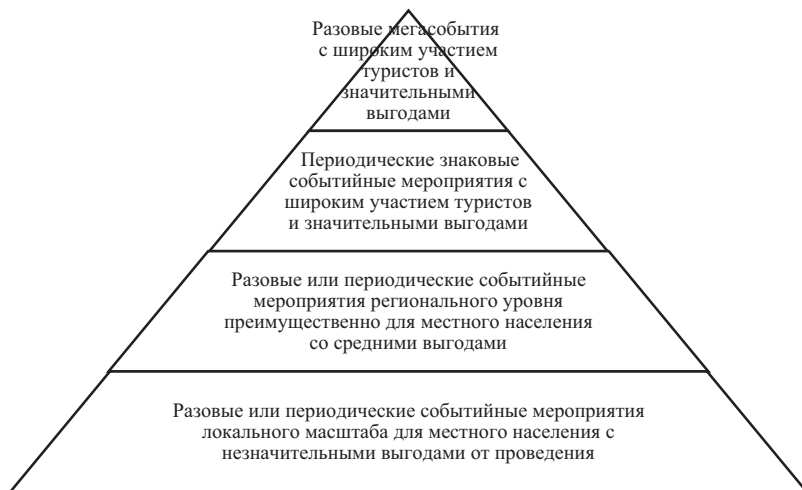 Разовые мегасобытия
с широким участием
туристов и
значительными
выгодами
Периодические знаковые
событийные мероприятия с
широким участием туристов
и значительными выгодами
Разовые или периодические событийные
мероприятия регионального уровня
преимущественно для местного населения
со средними выгодами
Разовые или периодические событийные мероприятия
локального масштаба для местного населения с
незначительными выгодами от проведения